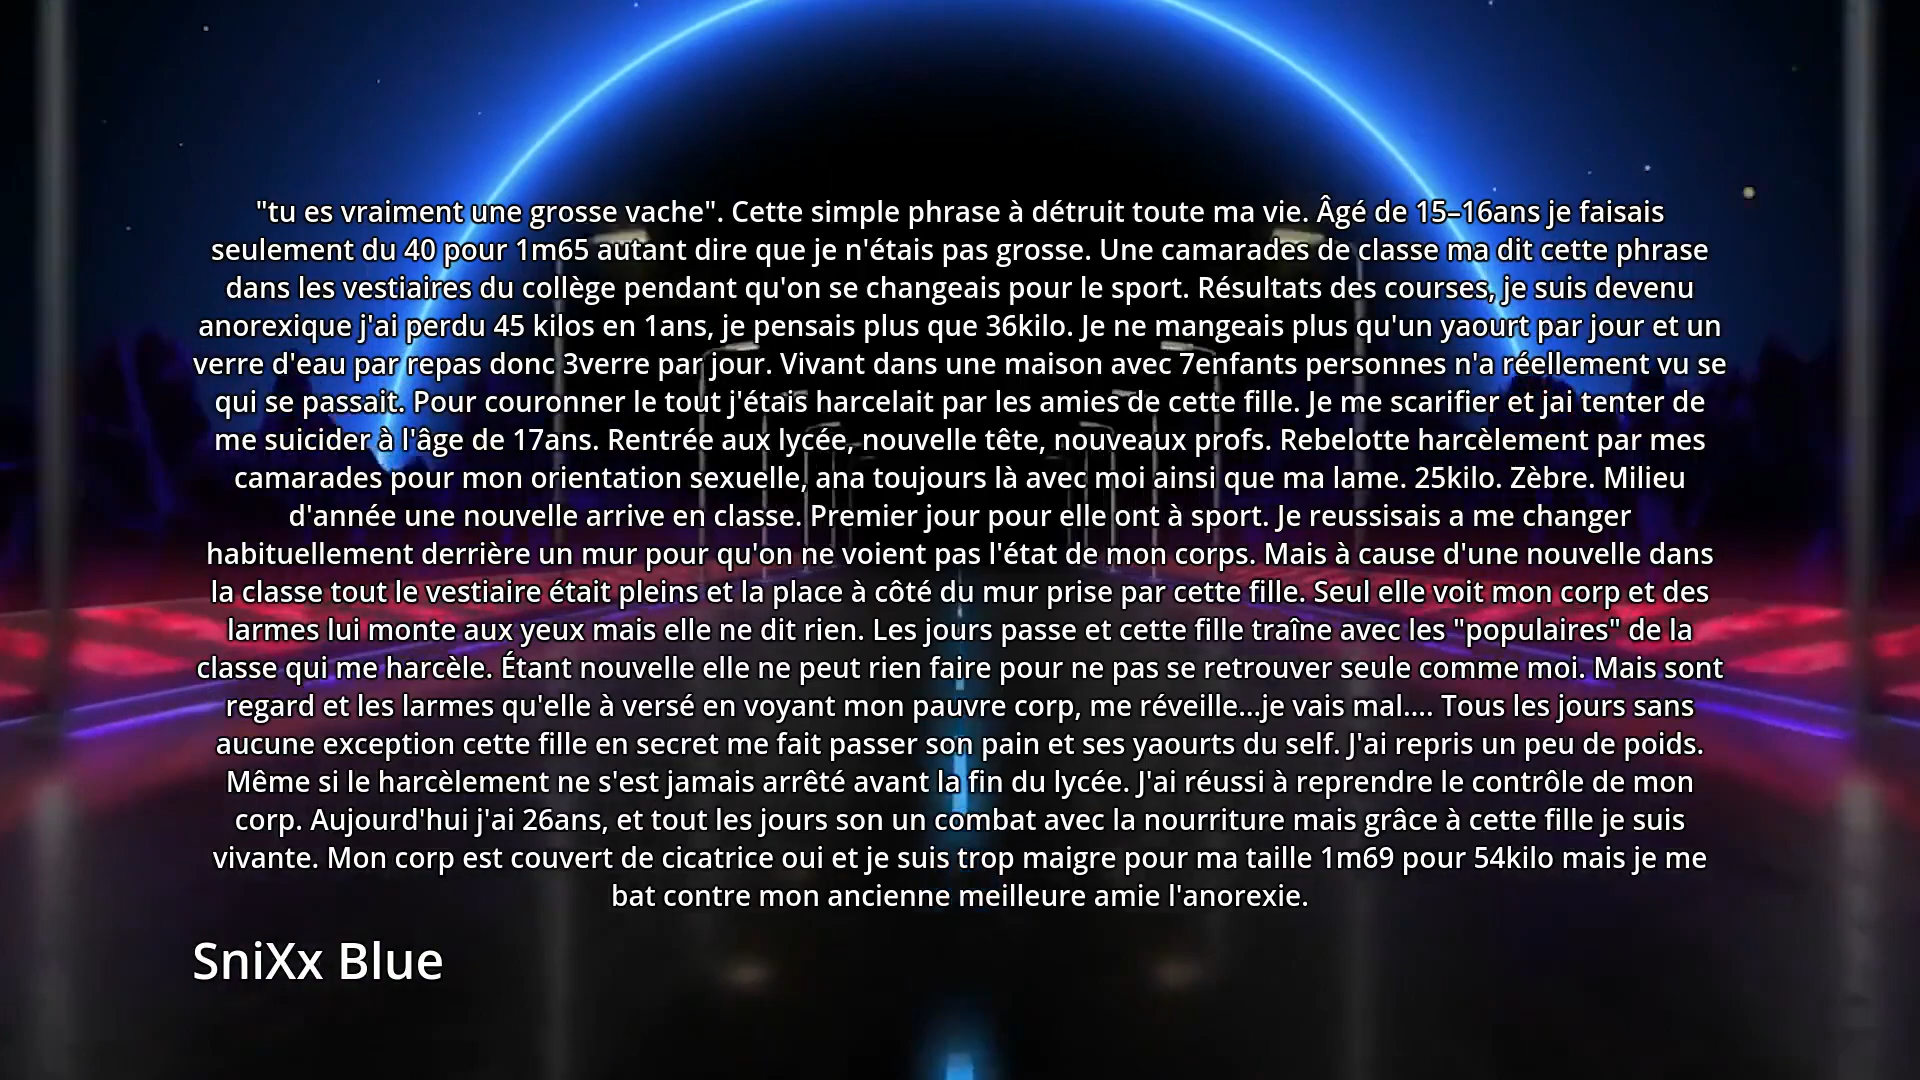 "tu es vraiment une grosse vache". Cette simple phrase à détruit toute ma vie. Âgé de 15–16ans je faisais
seulement du 40 pour 1m65 autant dire que je n'étais pas grosse. Une camarades de classe ma dit cette phrase
dans les vestiaires du collège pendant qu'on se changeais pour le sport. Résultats des courses, je suis devenu
anorexique j'ai perdu 45 kilos en 1ans, je pensais plus que 36kilo. Je ne mangeais plus qu'un yaourt par jour et un
verre d'eau par repas donc 3verre par jour. Vivant dans une maison avec 7enfants personnes n'a réellement vu se
qui se passait. Pour couronner le tout j'étais harcelait par les amies de cette fille. Je me scarifier et jai tenter de
me suicider à l'âge de 17ans. Rentrée aux lycée, nouvelle tête, nouveaux profs. Rebelotte harcèlement par mes
camarades pour mon orientation sexuelle, ana toujours là avec moi ainsi que ma lame. 25kilo. Zèbre. Milieu
d'année une nouvelle arrive en classe. Premier jour pour elle ont à sport. Je reussisais a me changer
habituellement derrière un mur pour qu'on ne voient pas l'état de mon corps. Mais à cause d'une nouvelle dans
la classe tout le vestiaire était pleins et la place à côté du mur prise par cette fille. Seul elle voit mon corp et des
larmes lui monte aux yeux mais elle ne dit rien. Les jours passe et cette fille traîne avec les "populaires" de la
classe qui me harcèle. Étant nouvelle elle ne peut rien faire pour ne pas se retrouver seule comme moi. Mais sont
regard et les larmes qu'elle à versé en voyant mon pauvre corp, me réveille...je vais mal.... Tous les jours sans
aucune exception cette fille en secret me fait passer son pain et ses yaourts du self. J'ai repris un peu de poids.
Même si le harcèlement ne s'est jamais arrêté avant la fin du lycée. J'ai réussi à reprendre le contrôle de mon
corp. Aujourd'hui j'ai 26ans, et tout les jours son un combat avec la nourriture mais grâce à cette fille je suis
vivante. Mon corp est couvert de cicatrice oui et je suis trop maigre pour ma taille 1m69 pour 54kilo mais je me
bat contre mon ancienne meilleure amie l'anorexie.
SniXx Blue